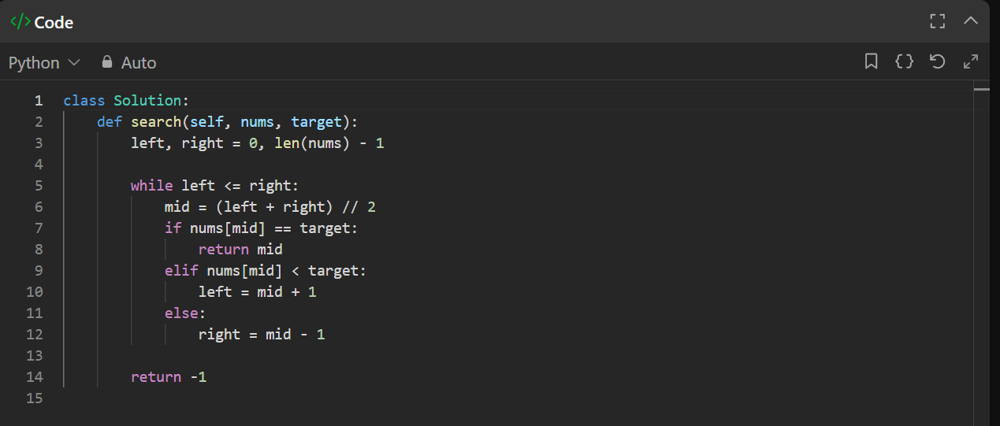 </> Code
Python Auto
1 class Solution:
2     def search(self, nums, target):
3         left, right = 0, len(nums) - 1
4
5         while left <= right:
6             mid = (left + right) // 2
7             if nums[mid] == target:
8                 return mid
9             elif nums[mid] < target:
10                 left = mid + 1
11             else:
12                 right = mid - 1
13
14         return -1
15